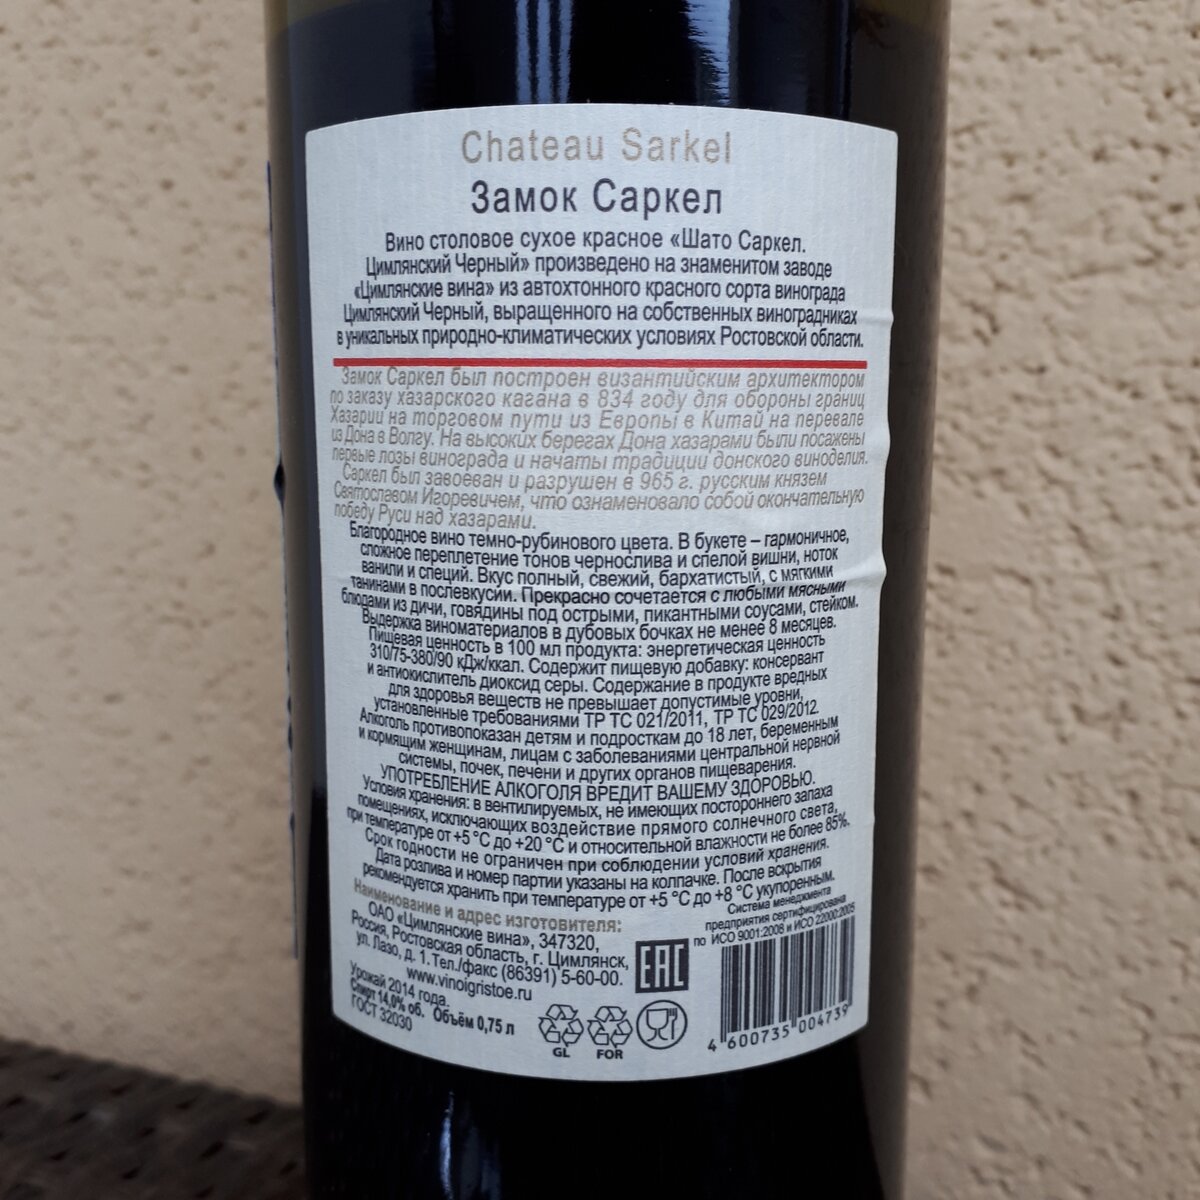 Chateau Sarkel
Замок Саркел
Вино столовое сухое красное «Шато Саркел.
Цимлянский Черный» произведено на знаменитом заводе
«Цимлянские вина» из автохтонного красного сорта винограда
Цимлянский Черный, выращенного на собственных виноградниках
в уникальных природно-климатических условиях Ростовской области.
Замок Саркел был построен византийским архитектором
по заказу хазарского кагана в 834 году для обороны границ
Хазарии на торговом пути из Европы в Китай на перевале
из Дона в Волгу. На высоких берегах Дона хазарами были посажены
первые лозы винограда и начаты традиции донского виноделия.
Саркел был завоеван и разрушен в 965 г. русским князем
Святославом Игоревичем, что ознаменовало собой окончательную
победу Руси над хазарами.
Благородное вино темно-рубинового цвета. В букете – гармоничное,
сложное переплетение тонов чернослива и спелой вишни, ноток
ванили и специй. Вкус полный, свежий, бархатистый, с мягкими
танинами в послевкусии. Прекрасно сочетается с любыми мясными
блюдами из дичи, говядины под острыми, пикантными соусами, стейком.
Выдержка виноматериалов в дубовых бочках не менее 8 месяцев.
Пищевая ценность в 100 мл продукта: энергетическая ценность
310/75-380/90 кДж/ккал. Содержит пищевую добавку: консервант
и антиокислитель диоксид серы. Содержание в продукте вредных
для здоровья веществ не превышает допустимые уровни,
установленные требованиями ТР ТС 021/2011, ТР ТС 029/2012.
Алкоголь противопоказан детям и подросткам до 18 лет, беременным
и кормящим женщинам, лицам с заболеваниями центральной нервной
системы, почек, печени и других органов пищеварения.
УПОТРЕБЛЕНИЕ АЛКОГОЛЯ ВРЕДИТ ВАШЕМУ ЗДОРОВЬЮ.
Условия хранения: в вентилируемых, не имеющих постороннего запаха
помещениях, исключающих воздействие прямого солнечного света,
при температуре от +5 °С до +20 °С и относительной влажности не более 85%.
Срок годности не ограничен при соблюдении условий хранения.
Дата розлива и номер партии указаны на колпачке. После вскрытия
рекомендуется хранить при температуре от +5 °С до +8 °С укупоренным.
Наименование и адрес изготовителя:
ОАО «Цимлянские вина», 347320,
Россия, Ростовская область, г. Цимлянск,
ул. Лазо, д. 1. Тел./факс (86391) 5-60-00.
www.vinoigristoe.ru
Урожай 2014 года.
Спирт 14,0% об. Объём 0,75 л
ГОСТ 32030
GL FOR
EAC
Система менеджмента
предприятия сертифицирована
по ИСО 9001:2008 и ИСО 22000:2005
4 600735 004739